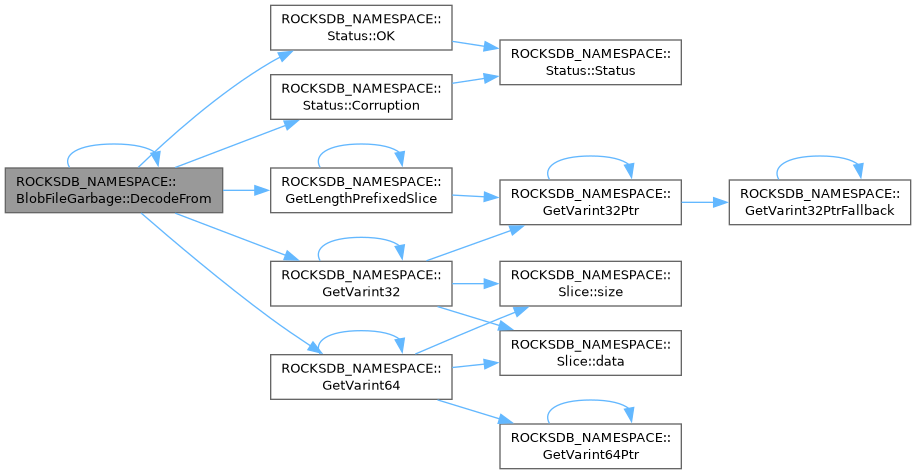 ROCKSDB_NAMESPACE::
BlobFileGarbage::DecodeFrom
ROCKSDB_NAMESPACE::
Status::OK
ROCKSDB_NAMESPACE::
Status::Corruption
ROCKSDB_NAMESPACE::
GetLengthPrefixedSlice
ROCKSDB_NAMESPACE::
GetVarint32
ROCKSDB_NAMESPACE::
GetVarint64
ROCKSDB_NAMESPACE::
Status::Status
ROCKSDB_NAMESPACE::
GetVarint32Ptr
ROCKSDB_NAMESPACE::
Slice::size
ROCKSDB_NAMESPACE::
Slice::data
ROCKSDB_NAMESPACE::
GetVarint64Ptr
ROCKSDB_NAMESPACE::
GetVarint32PtrFallback